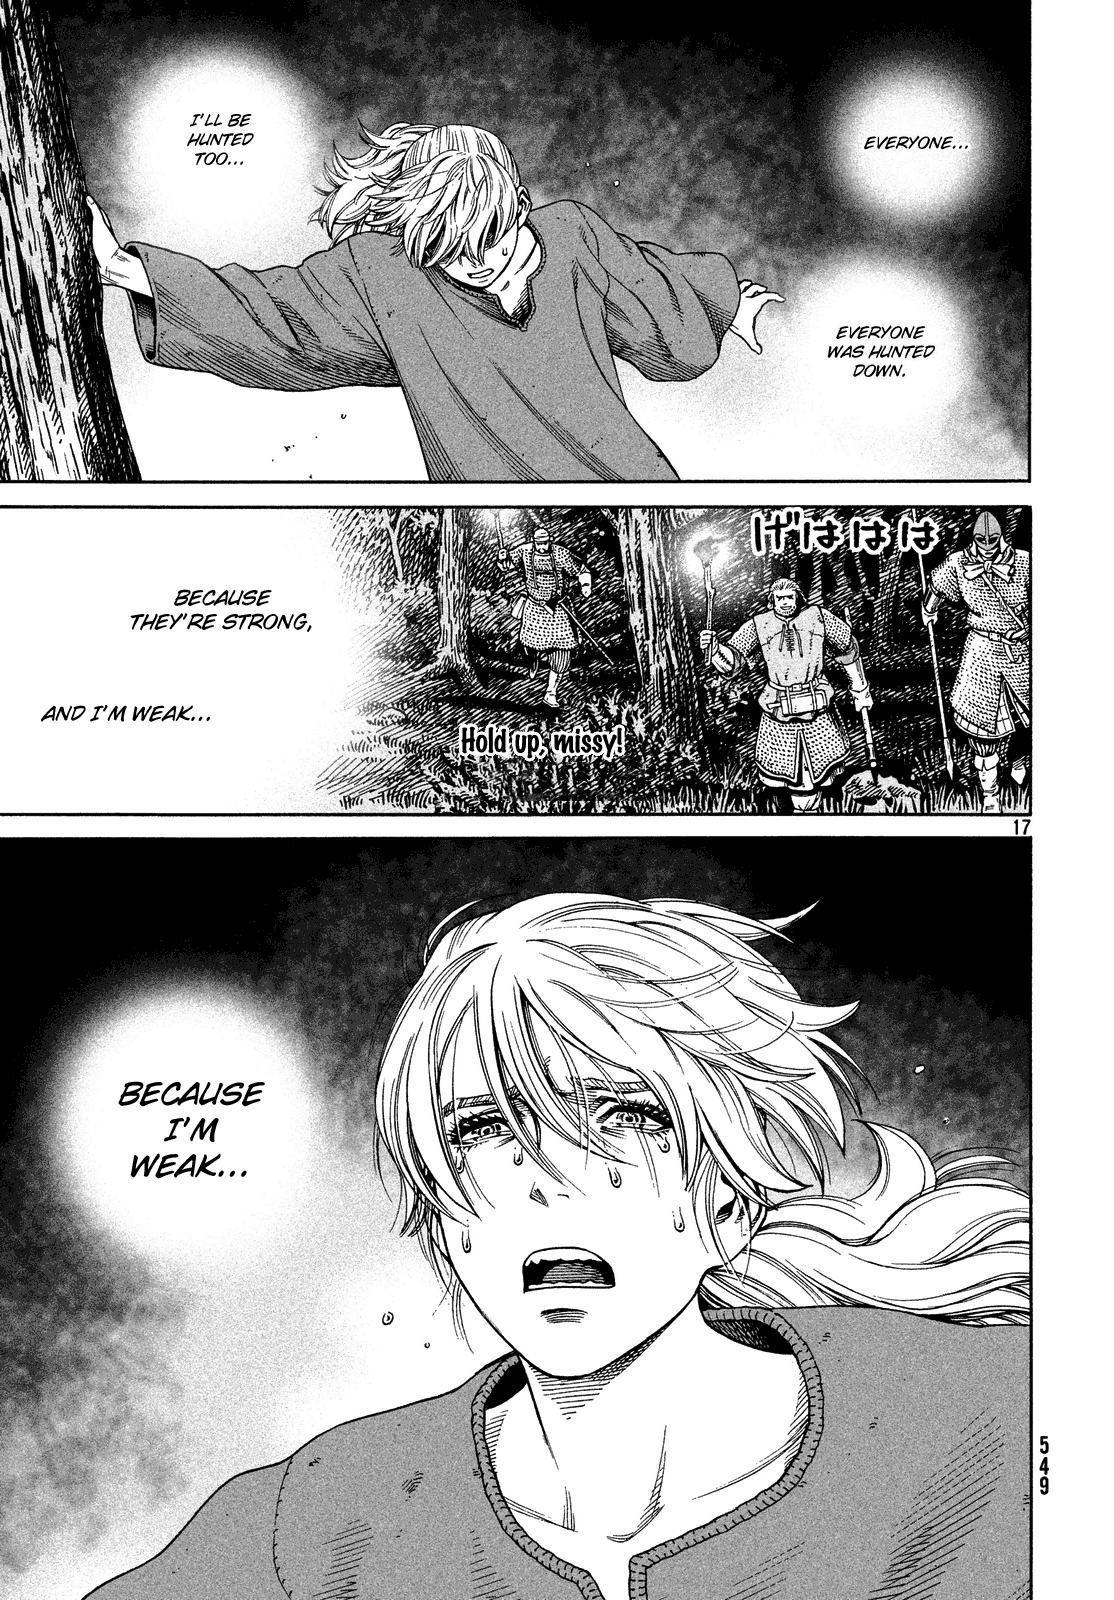 EVERYONE...
EVERYONE
WAS HUNTED
DOWN.
I'LL BE
HUNTED
TOO...
げははは
Hold up, missy!
BECAUSE
THEY'RE STRONG,
AND I'M WEAK...
17
BECAUSE
I'M
WEAK...
549